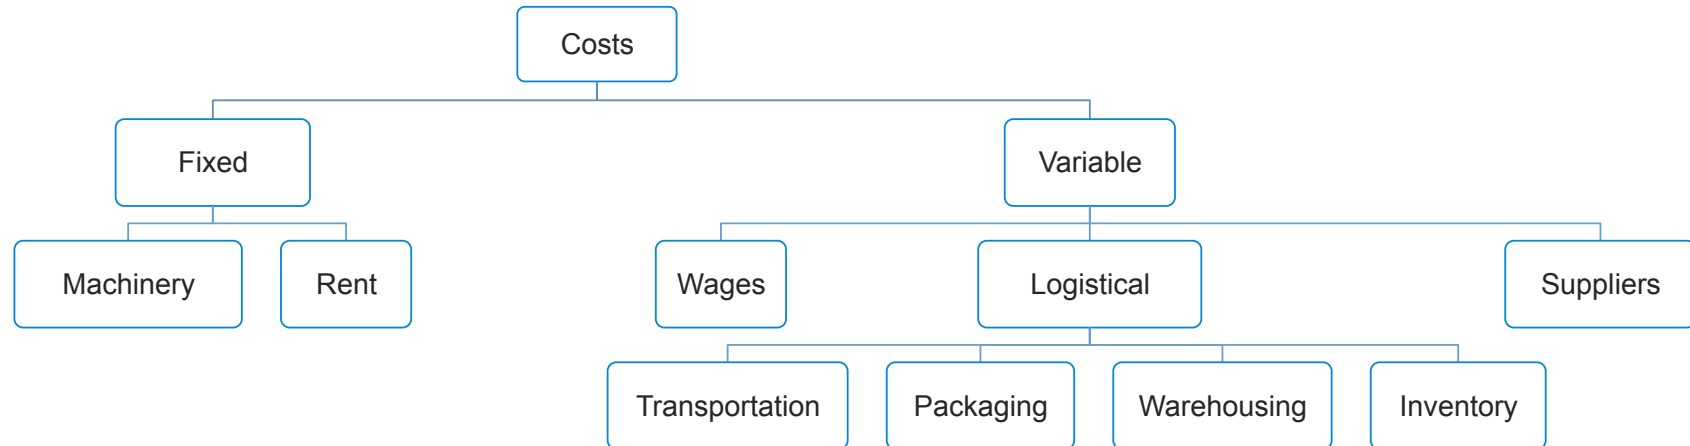 Costs
Fixed
Variable
Machinery
Rent
Wages
Logistical
Suppliers
Transportation
Packaging
Warehousing
Inventory